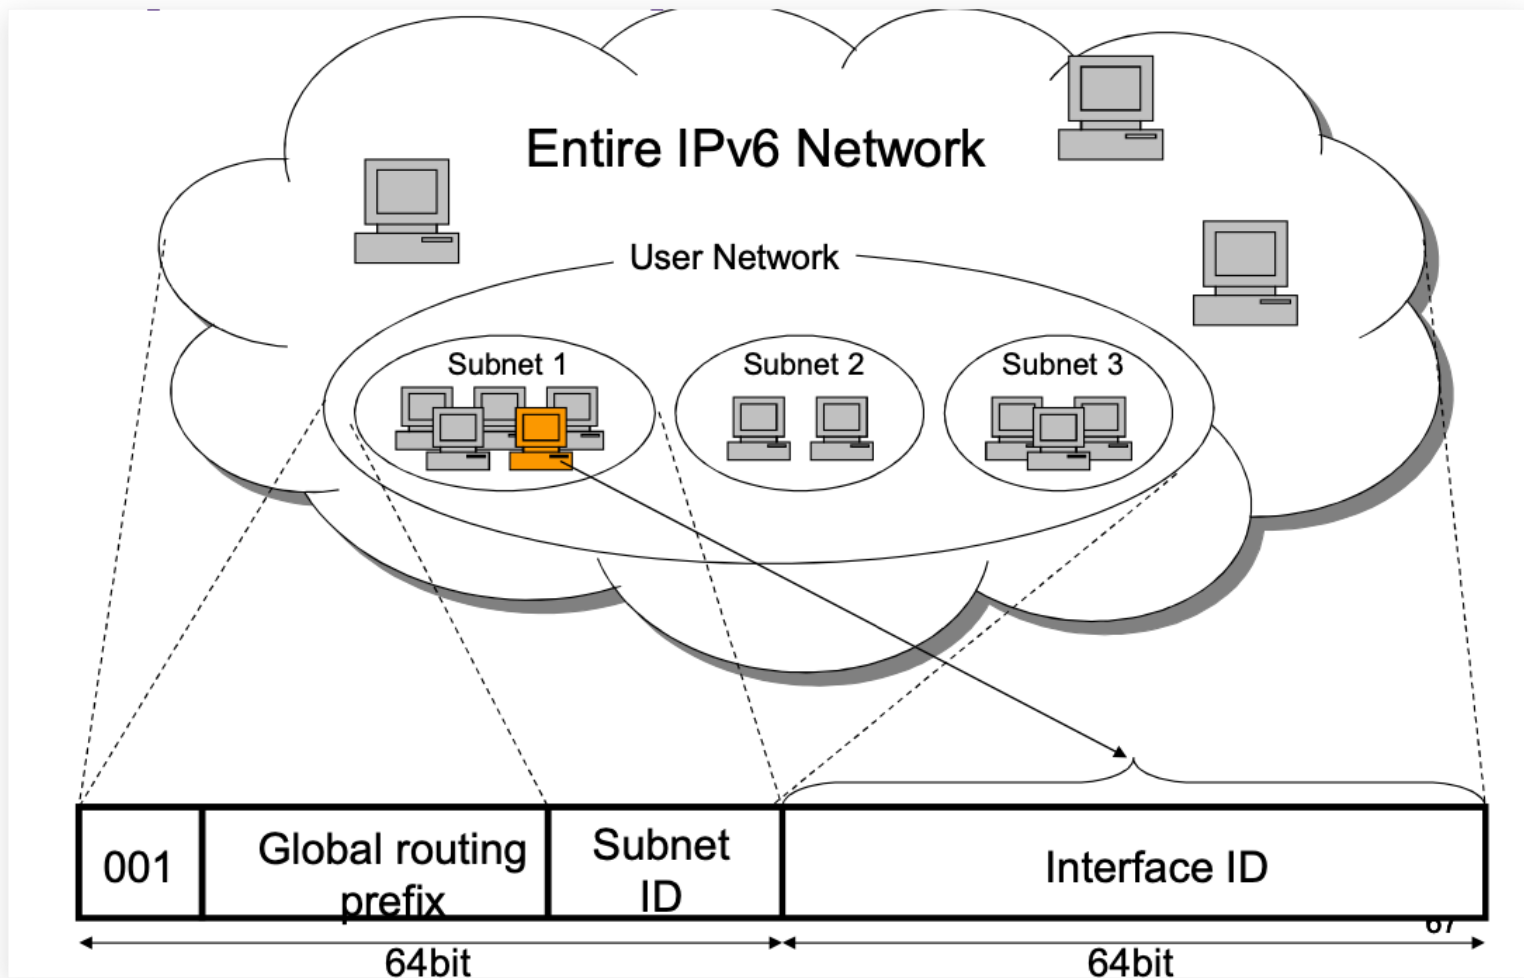 Entire IPv6 Network
User Network
Subnet 1
Subnet 2
Subnet 3
001
Global routing
prefix
Subnet
ID
Interface ID
67
64bit
64bit